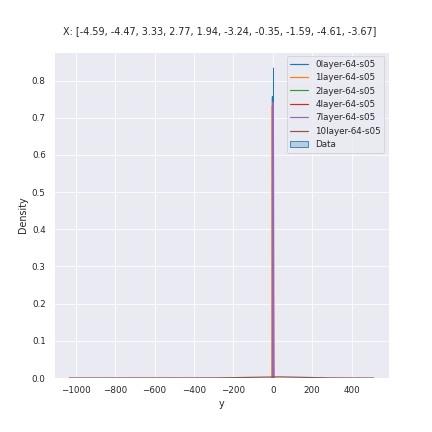 X: [-4.59, -4.47, 3.33, 2.77, 1.94, -3.24, -0.35, -1.59, -4.61, -3.67]
0layer-64-s05
1layer-64-s05
2layer-64-s05
4layer-64-s05
7layer-64-s05
10layer-64-s05
Data
Density
0.8
0.7
0.6
0.5
0.4
0.3
0.2
0.1
0.0
−1000 −800 −600 −400 −200 0 200 400
y